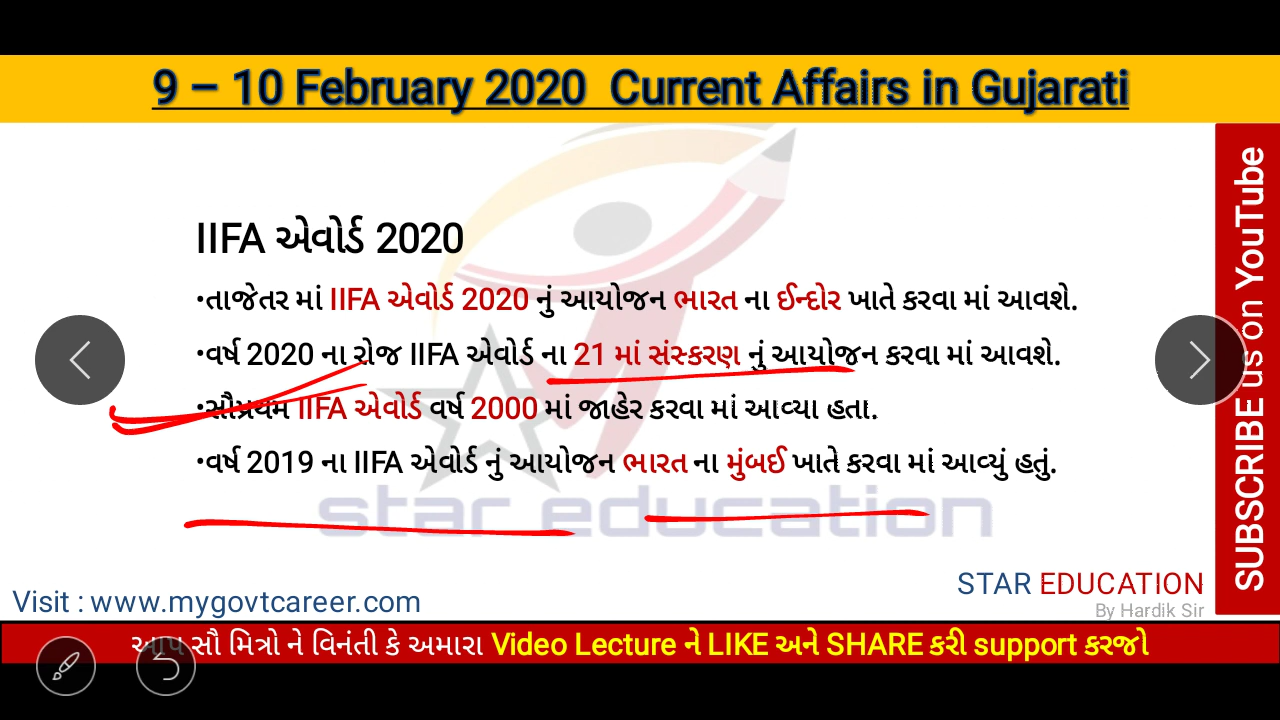 9 – 10 February 2020 Current Affairs in Gujarati
IIFA એવોર્ડ 2020
•તાજેતર માં IIFA એવોર્ડ 2020 નું આયોજન ભારત ના ઈન્દોર ખાતે કરવા માં આવશે.
•વર્ષ 2020 ના રોજ IIFA એવોર્ડ ના 21 માં સંસ્કરણ નું આયોજન કરવા માં આવશે.
•સૌપ્રથમ IIFA એવોર્ડ વર્ષ 2000 માં જાહેર કરવા માં આવ્યા હતા.
•વર્ષ 2019 ના IIFA એવોર્ડ નું આયોજન ભારત ના મુંબઈ ખાતે કરવા માં આવ્યું હતું.
star education
STAR EDUCATION
By Hardik Sir
Visit : www.mygovtcareer.com
આપ સૌ મિત્રો ને વિનંતી કે અમારા Video Lecture ને LIKE અને SHARE કરી support કરજો
SUBSCRIBE us on YouTube